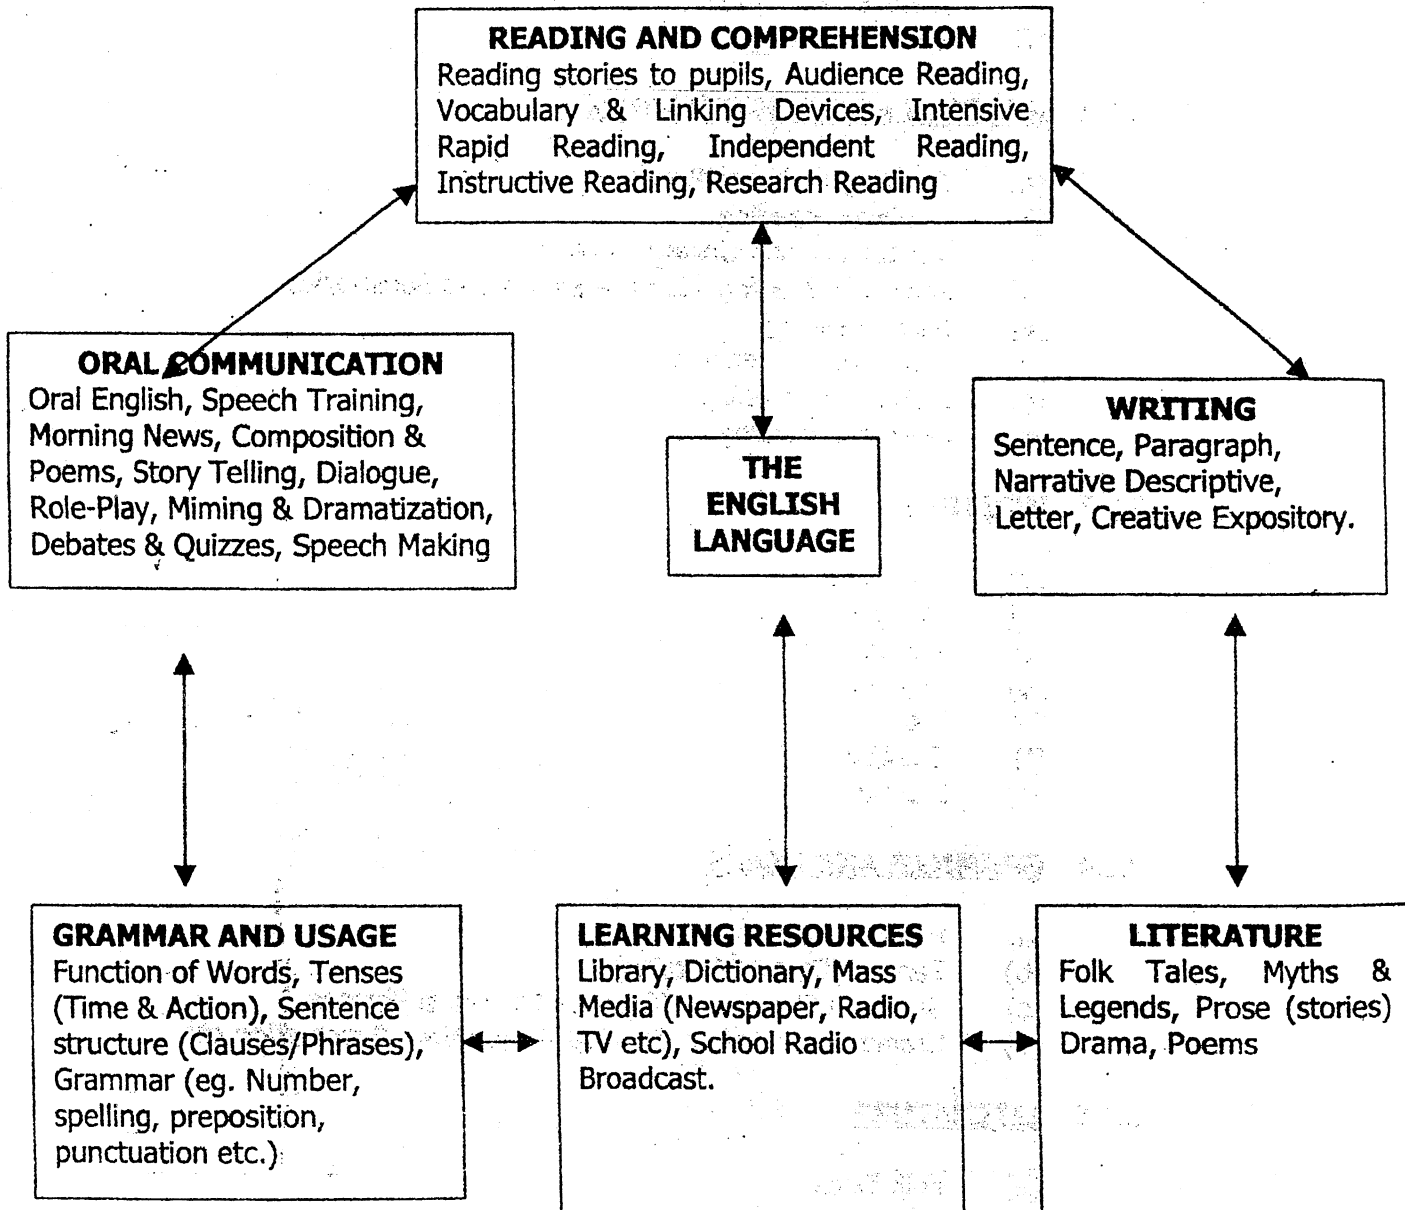 READING AND COMPREHENSION
Reading stories to pupils, Audience Reading,
Vocabulary & Linking Devices, Intensive
Rapid Reading, Independent Reading,
Instructive Reading, Research Reading
ORAL COMMUNICATION
Oral English, Speech Training,
Morning News, Composition &
Poems, Story Telling, Dialogue,
Role-Play, Miming & Dramatization,
Debates & Quizzes, Speech Making
THE
ENGLISH
LANGUAGE
WRITING
Sentence, Paragraph,
Narrative Descriptive,
Letter, Creative Expository.
GRAMMAR AND USAGE
Function of Words, Tenses
(Time & Action), Sentence
structure (Clauses/Phrases),
Grammar (eg. Number,
spelling, preposition,
punctuation etc.)
LEARNING RESOURCES
Library, Dictionary, Mass
Media (Newspaper, Radio,
TV etc), School Radio
Broadcast.
LITERATURE
Folk Tales, Myths &
Legends, Prose (stories)
Drama, Poems